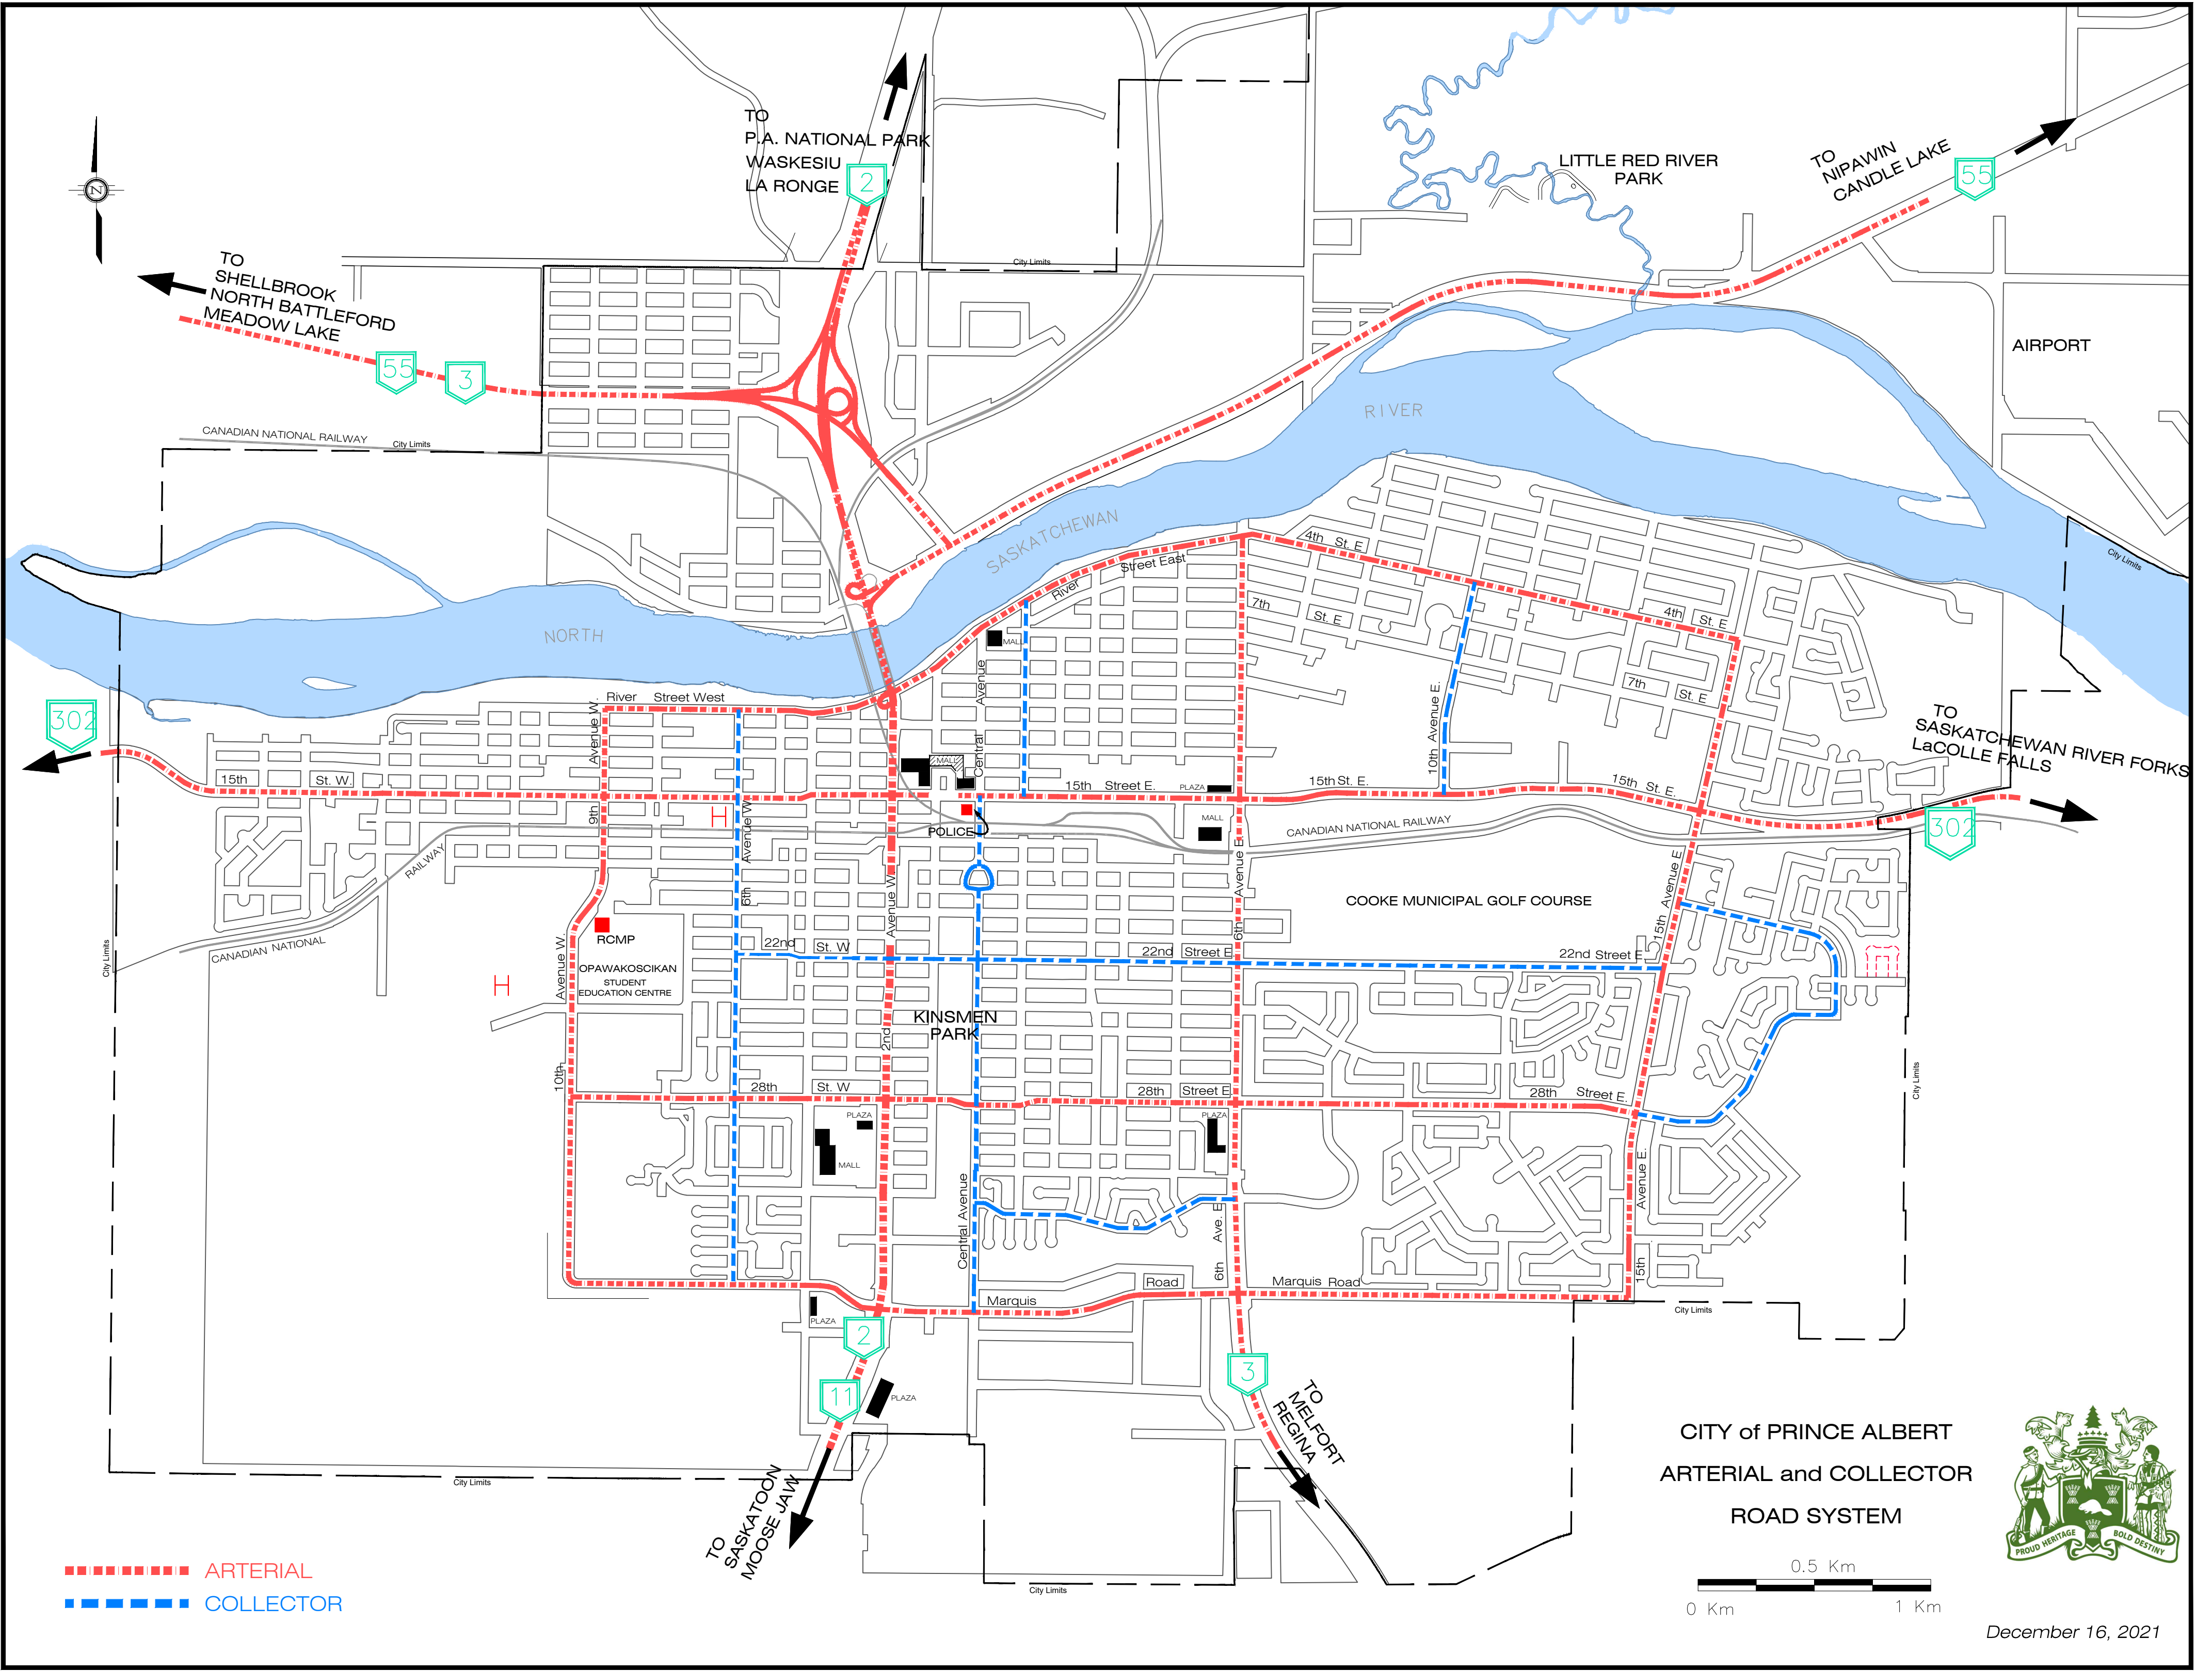 TO
P.A. NATIONAL PARK
WASKESIU
LA RONGE
2
LITTLE RED RIVER
PARK
TO
NIPAWIN
CANDLE LAKE
55
N
TO
SHELLBROOK
NORTH BATTLEFORD
MEADOW LAKE
55
3
City Limits
AIRPORT
CANADIAN NATIONAL RAILWAY
City Limits
RIVER
SASKATCHEWAN
NORTH
City Limits
4th St. E
Street East
River
7th
St. E
4th
St. E
MALL
7th
St. E
River Street West
Avenue W.
Avenue
Central
10th Avenue E.
302
TO
SASKATCHEWAN RIVER FORKS
LaCOLLE FALLS
15th
St. W.
MALL
15th Street E.
PLAZA
15th St. E.
15th St. E.
9th
H
Avenue W.
POLICE
MALL
CANADIAN NATIONAL RAILWAY
302
RAILWAY
6th
Avenue W.
6th Avenue E.
15th Avenue E
COOKE MUNICIPAL GOLF COURSE
CANADIAN NATIONAL
City Limits
RCMP
22nd
St. W
22nd
Street E
22nd Street E
OPAWAKOSCIKAN
STUDENT
EDUCATION CENTRE
H
10th
Avenue W.
KINSMEN
PARK
2nd
28th
St. W
28th
Street E
28th
Street E.
City Limits
PLAZA
MALL
PLAZA
Central Avenue
6th Ave. E
15th
Avenue E.
Marquis
Road
Marquis Road
City Limits
PLAZA
2
11
PLAZA
3
TO
MELFORT
REGINA
TO
SASKATOON
MOOSE JAW
City Limits
City Limits
CITY of PRINCE ALBERT
ARTERIAL and COLLECTOR
ROAD SYSTEM
PROUD HERITAGE
BOLD DESTINY
ARTERIAL
COLLECTOR
0.5 Km
0 Km
1 Km
December 16, 2021